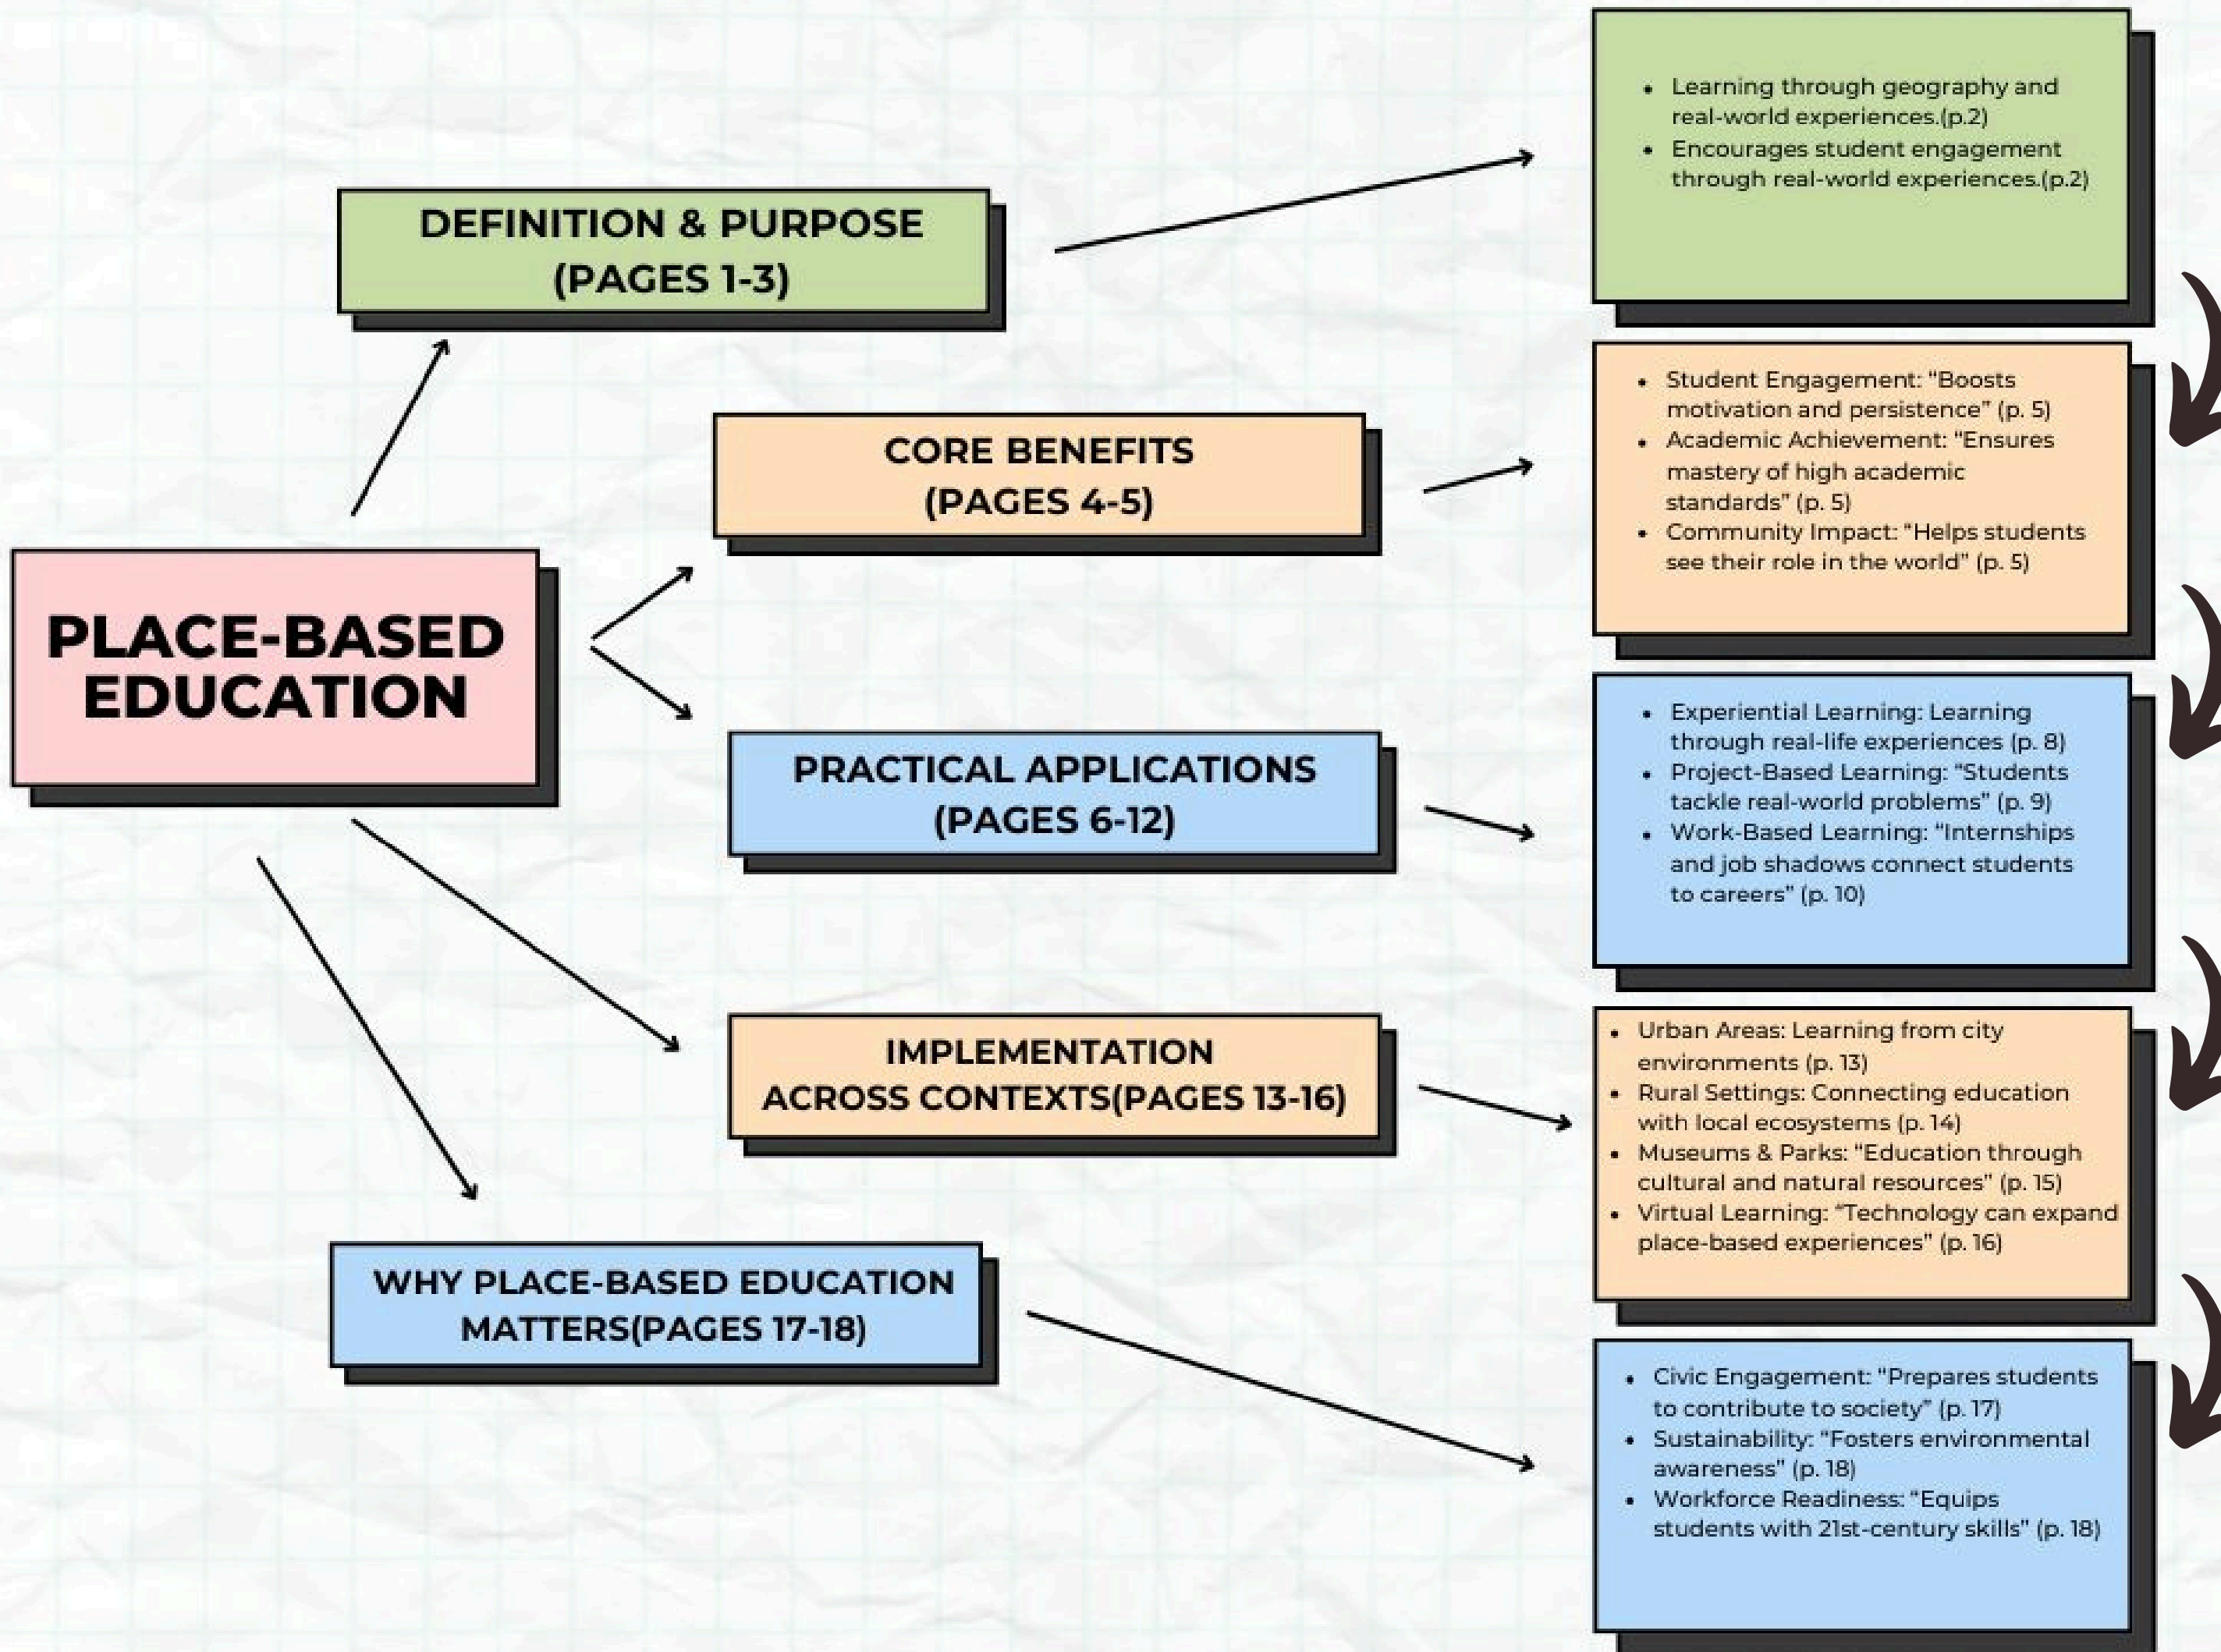 PLACE-BASED
EDUCATION
DEFINITION & PURPOSE
(PAGES 1-3)
• Learning through geography and
real-world experiences.(p.2)
• Encourages student engagement
through real-world experiences.(p.2)
CORE BENEFITS
(PAGES 4-5)
• Student Engagement: “Boosts
motivation and persistence” (p. 5)
• Academic Achievement: “Ensures
mastery of high academic
standards” (p. 5)
• Community Impact: “Helps students
see their role in the world” (p. 5)
PRACTICAL APPLICATIONS
(PAGES 6-12)
• Experiential Learning: Learning
through real-life experiences (p. 8)
• Project-Based Learning: “Students
tackle real-world problems” (p. 9)
• Work-Based Learning: “Internships
and job shadows connect students
to careers” (p. 10)
IMPLEMENTATION
ACROSS CONTEXTS(PAGES 13-16)
• Urban Areas: Learning from city
environments (p. 13)
• Rural Settings: Connecting education
with local ecosystems (p. 14)
• Museums & Parks: “Education through
cultural and natural resources” (p. 15)
• Virtual Learning: “Technology can expand
place-based experiences” (p. 16)
WHY PLACE-BASED EDUCATION
MATTERS(PAGES 17-18)
• Civic Engagement: “Prepares students
to contribute to society” (p. 17)
• Sustainability: “Fosters environmental
awareness” (p. 18)
• Workforce Readiness: “Equips
students with 21st-century skills” (p. 18)